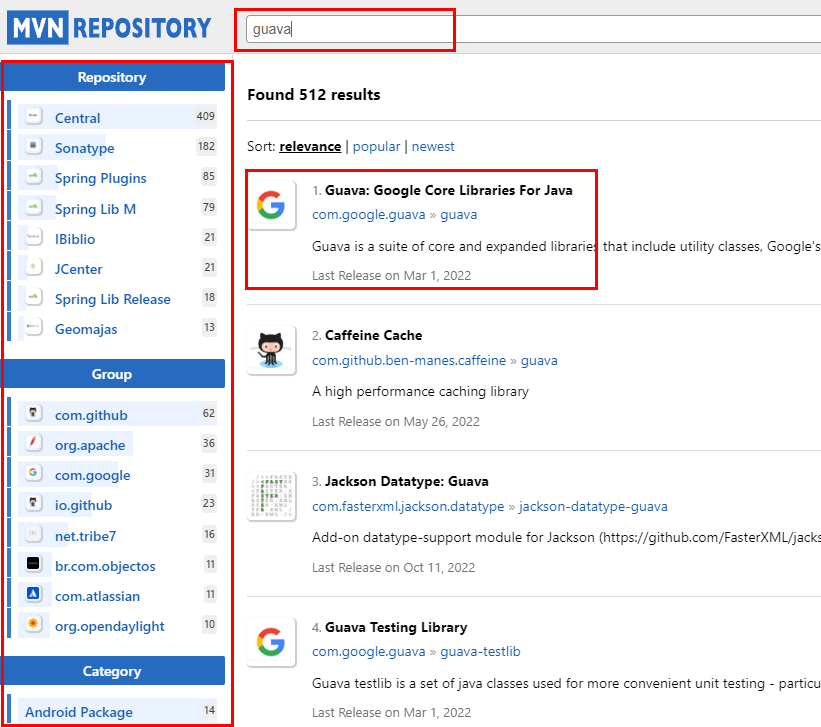 MVN REPOSITORY
guava
Repository
Central 409
Sonatype 182
Spring Plugins 85
Spring Lib M 79
IBiblio 21
JCenter 21
Spring Lib Release 18
Geomajas 13
Group
com.github 62
org.apache 36
com.google 31
io.github 23
net.tribe7 16
br.com.objectos 11
com.atlassian 11
org.opendaylight 10
Category
Android Package 14
Found 512 results
Sort: relevance | popular | newest
1. Guava: Google Core Libraries For Java
com.google.guava » guava
Guava is a suite of core and expanded libraries that include utility classes, Google's
Last Release on Mar 1, 2022
2. Caffeine Cache
com.github.ben-manes.caffeine » guava
A high performance caching library
Last Release on May 26, 2022
3. Jackson Datatype: Guava
com.fasterxml.jackson.datatype » jackson-datatype-guava
Add-on datatype-support module for Jackson (https://github.com/FasterXML/jacks
Last Release on Oct 11, 2022
4. Guava Testing Library
com.google.guava » guava-testlib
Guava testlib is a set of java classes used for more convenient unit testing - particu
Last Release on Mar 1, 2022